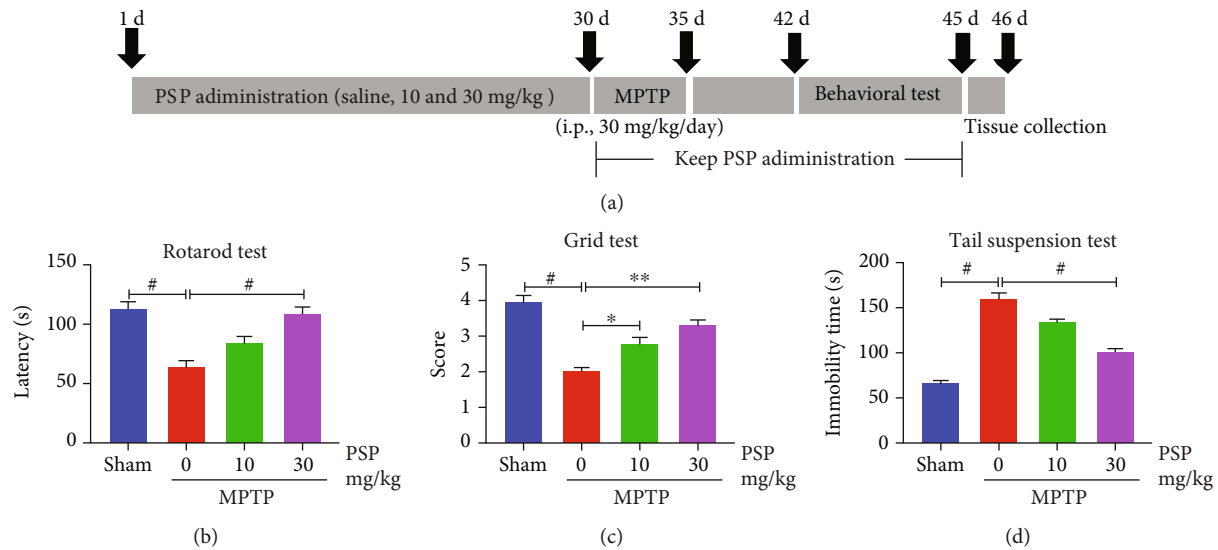 1 d
30 d
35 d
42 d
45 d
46 d
PSP adiministration (saline, 10 and 30 mg/kg )
MPTP
Behavioral test
(i.p., 30 mg/kg/day)
Tissue collection
Keep PSP adiministration
(a)
Rotarod test
150
100
50
0
Latency (s)
#
#
Sham
0
10
30
PSP
mg/kg
MPTP
(b)
Grid test
5
4
3
2
1
0
Score
#
**
*
Sham
0
10
30
PSP
mg/kg
MPTP
(c)
Tail suspension test
200
150
100
50
0
Immobility time (s)
#
#
Sham
0
10
30
PSP
mg/kg
MPTP
(d)